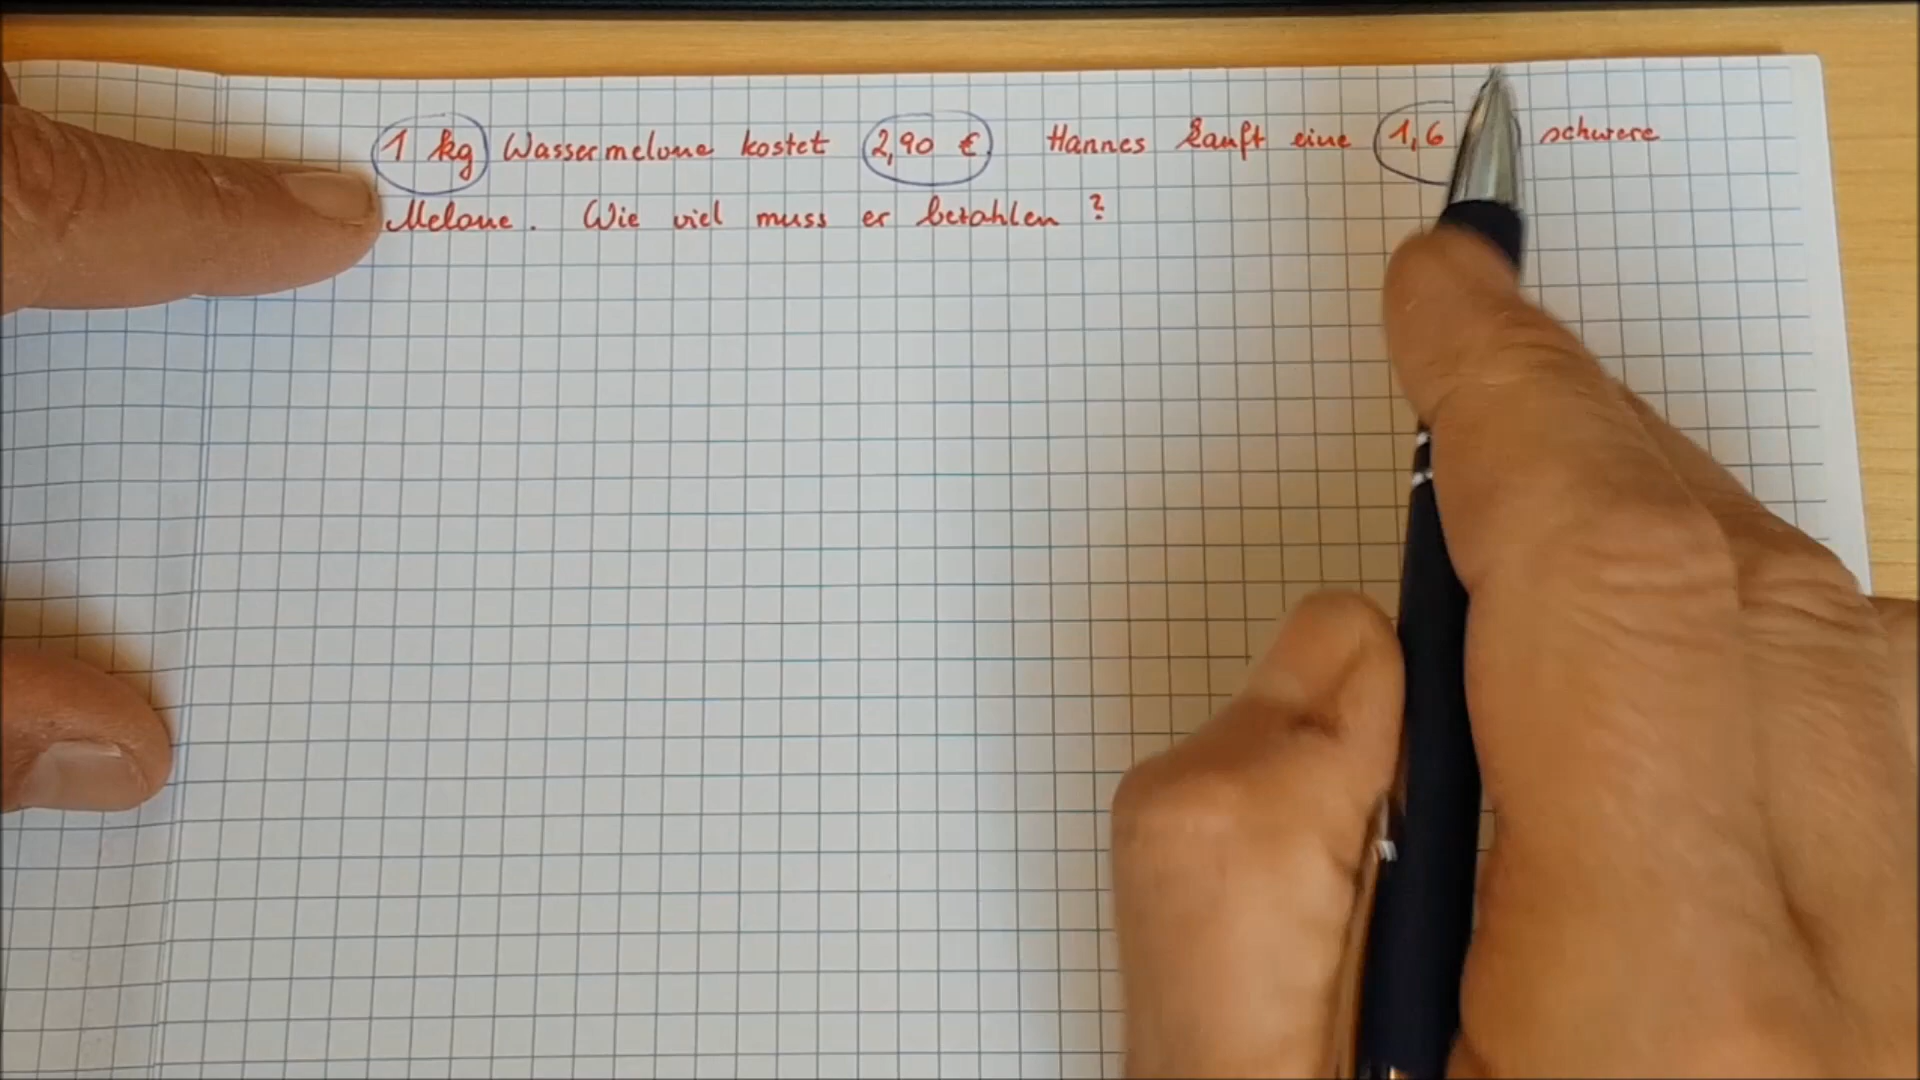 1 kg Wassermelone kostet 2,90 € Hannes kauft eine 1,6 schwere
Melone. Wie viel muss er bezahlen ?